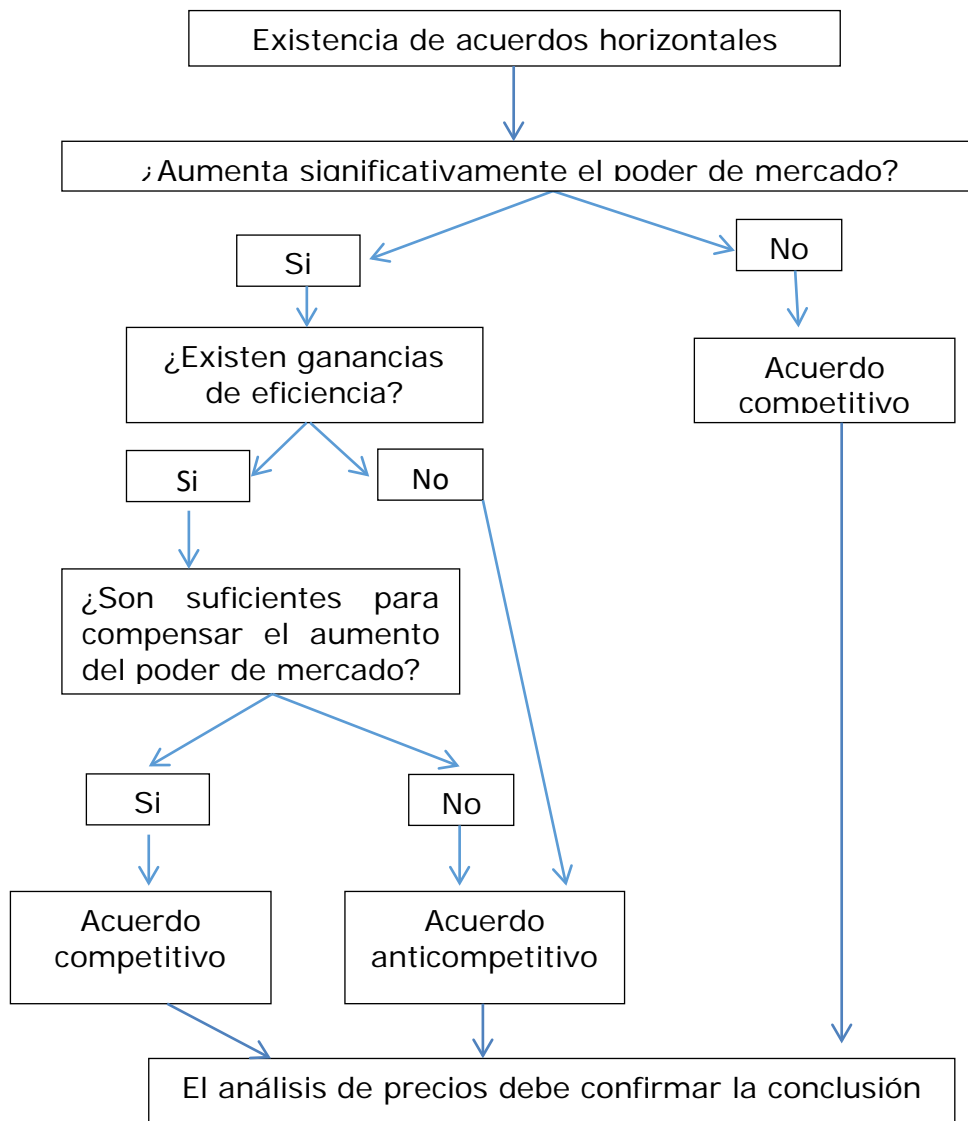 Existencia de acuerdos horizontales
¿Aumenta significativamente el poder de mercado?
Si
No
¿Existen ganancias
de eficiencia?
Acuerdo
competitivo
Si
No
¿Son suficientes para
compensar el aumento
del poder de mercado?
Si
No
Acuerdo
competitivo
Acuerdo
anticompetitivo
El análisis de precios debe confirmar la conclusión